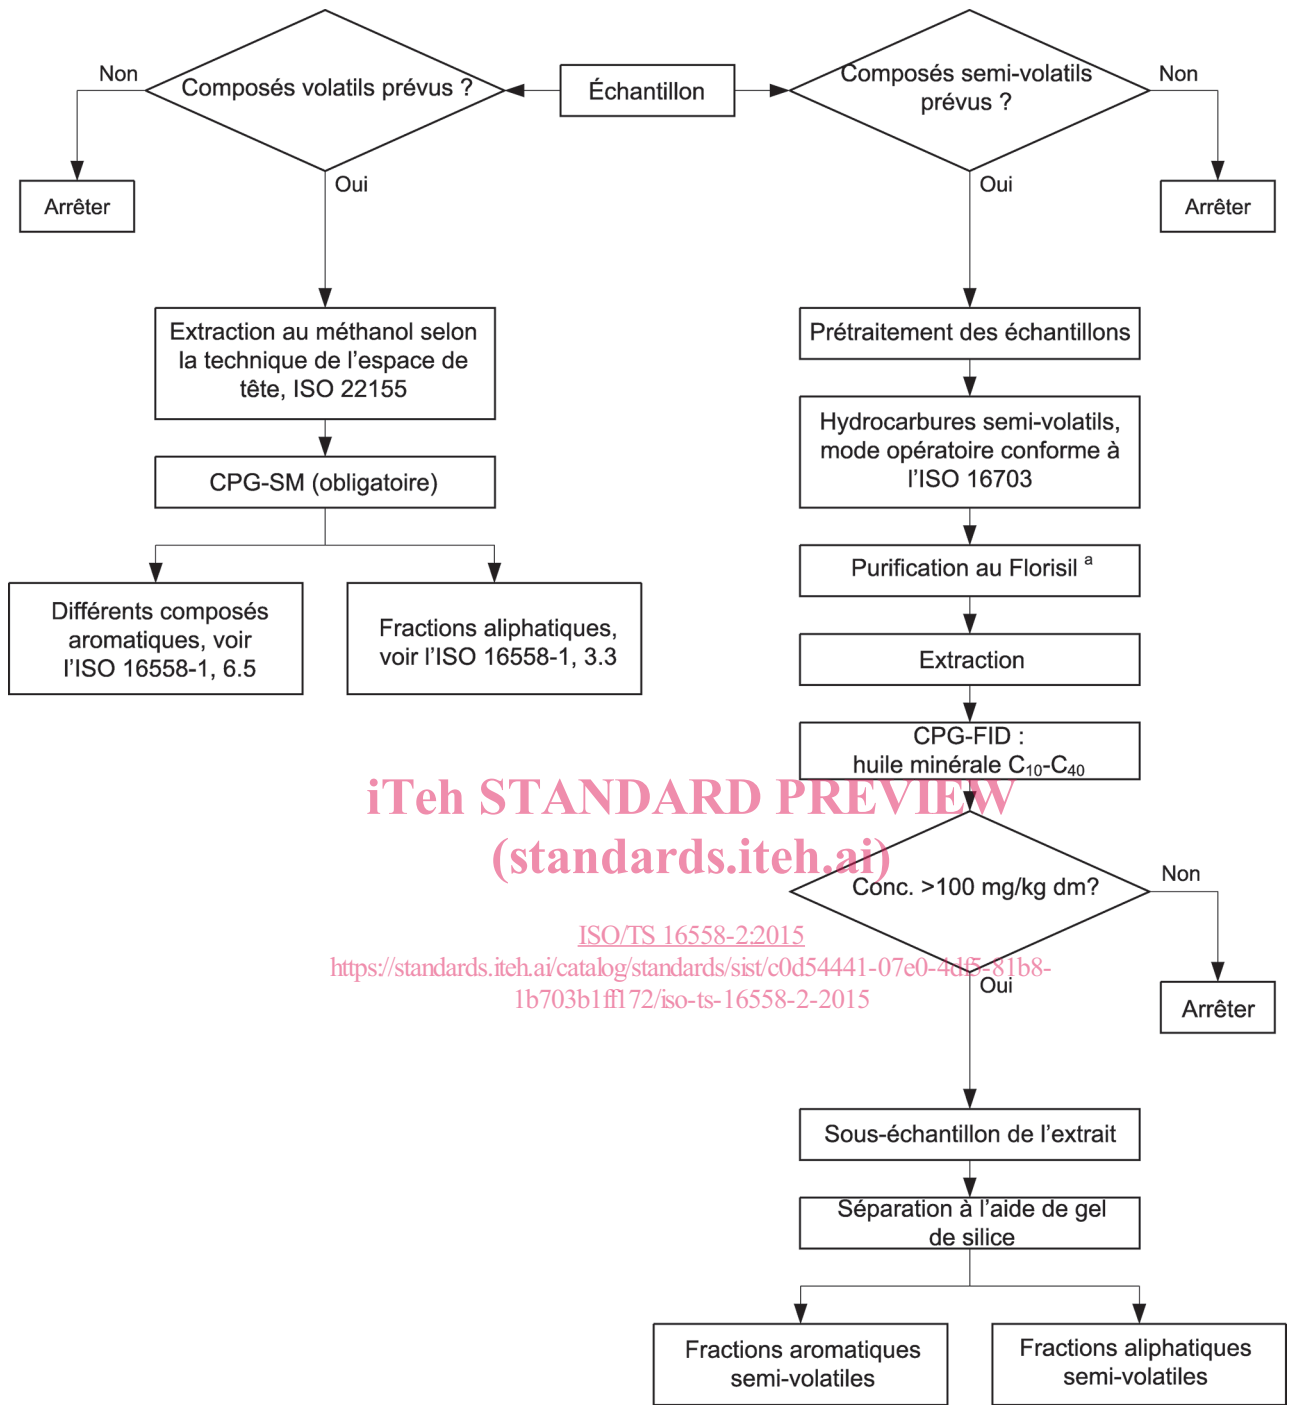 Non
Composés volatils prévus ?
Échantillon
Composés semi-volatils
prévus ?
Non
Arrêter
Oui
Oui
Arrêter
Extraction au méthanol selon
la technique de l’espace de
tête, ISO 22155
CPG-SM (obligatoire)
Différents composés
aromatiques, voir
l’ISO 16558-1, 6.5
Fractions aliphatiques,
voir l’ISO 16558-1, 3.3
Prétraitement des échantillons
Hydrocarbures semi-volatils,
mode opératoire conforme à
l’ISO 16703
Purification au Florisil ᵃ
Extraction
CPG-FID :
huile minérale C₁₀-C₄₀
iTeh STANDARD PREVIEW
(standards.iteh.ai)
Conc. >100 mg/kg dm?
Non
ISO/TS 16558-2:2015
https://standards.iteh.ai/catalog/standards/sist/c0d54441-07e0-4df5-81b8-
1b703b1ff172/iso-ts-16558-2-2015
Oui
Arrêter
Sous-échantillon de l’extrait
Séparation à l’aide de gel
de silice
Fractions aromatiques
semi-volatiles
Fractions aliphatiques
semi-volatiles